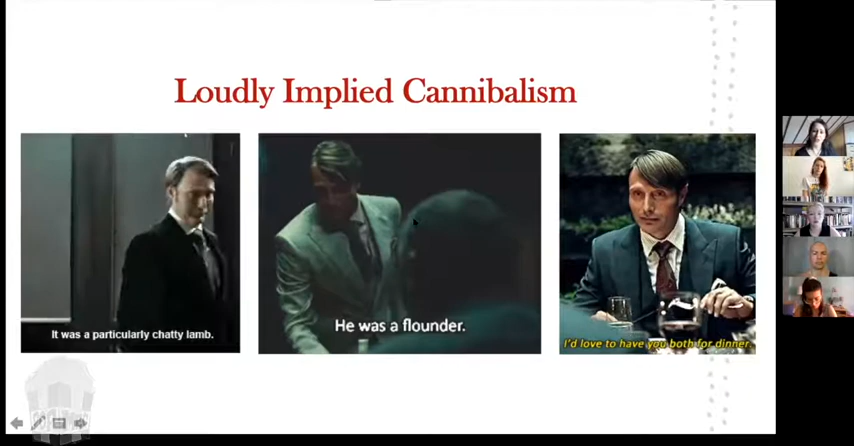 Loudly Implied Cannibalism
It was a particularly chatty lamb.
He was a flounder.
I'd love to have you both for dinner.